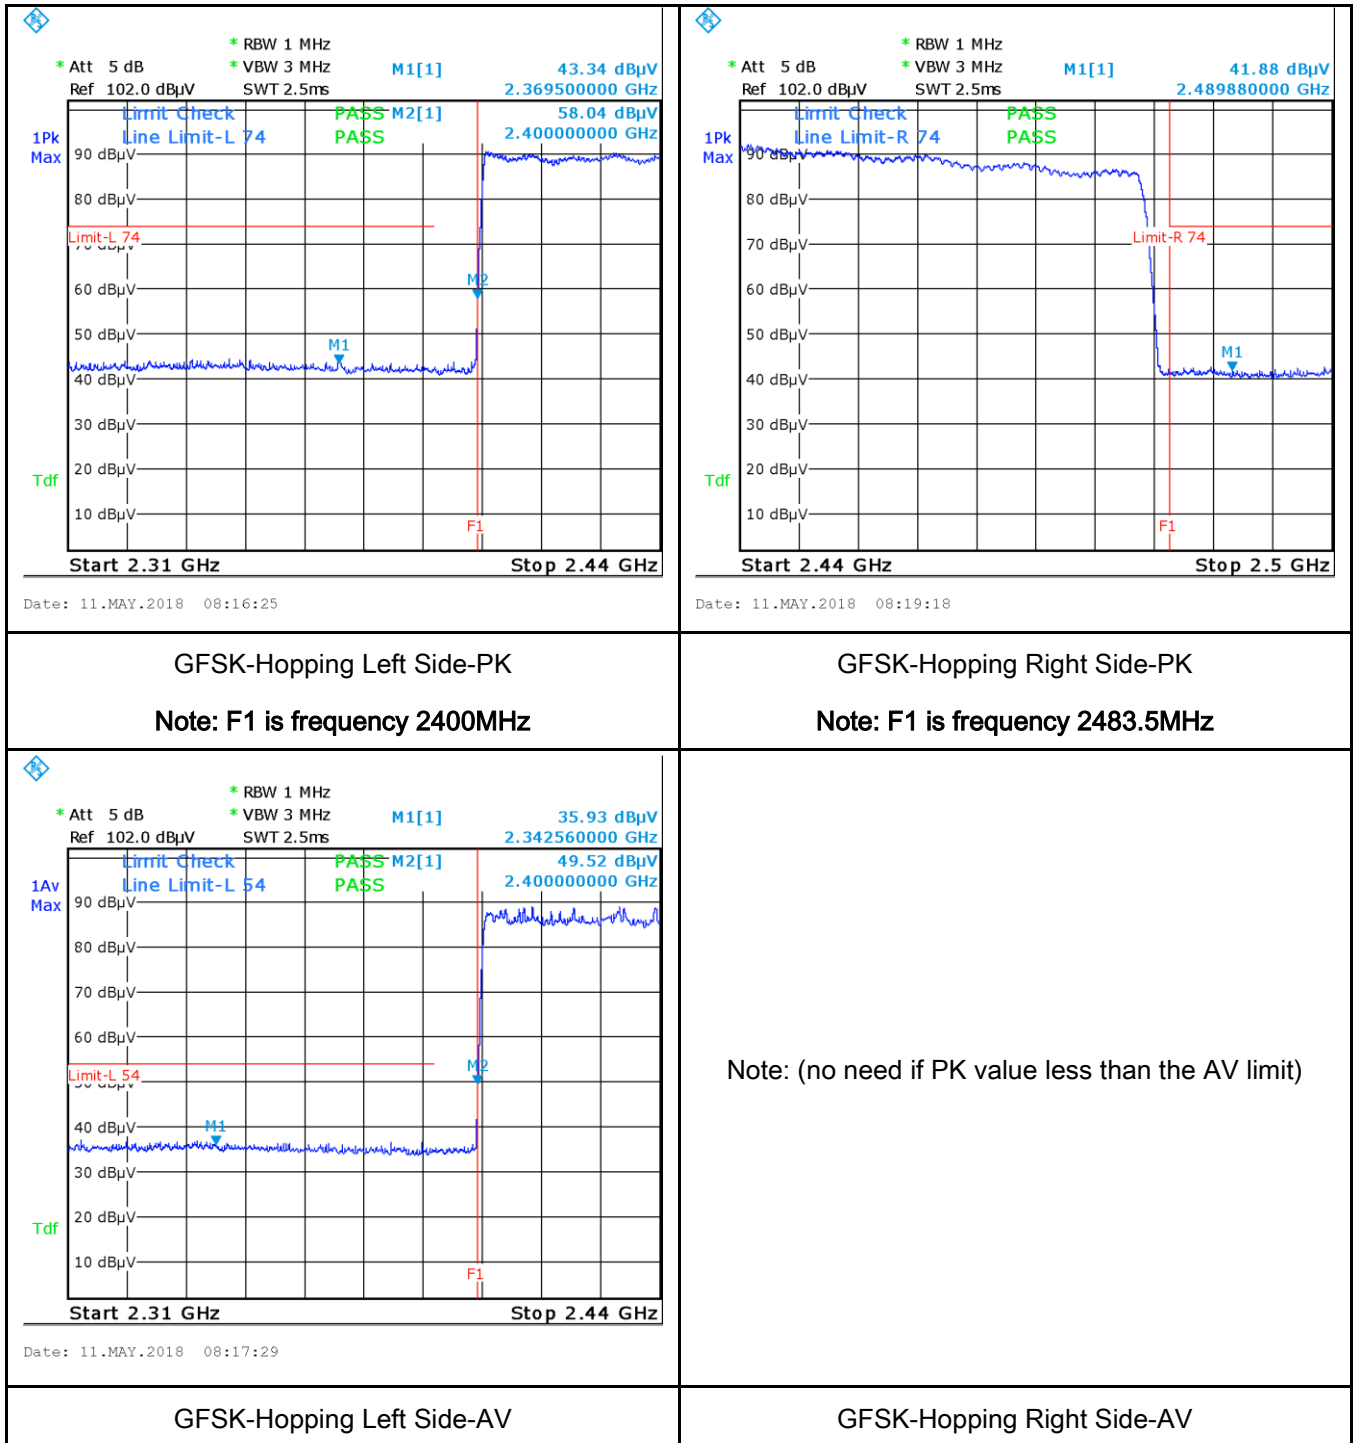 * RBW 1 MHz
* Att 5 dB * VBW 3 MHz M1[1] 43.34 dBµV
Ref 102.0 dBµV SWT 2.5ms 2.369500000 GHz
Limit Check PASS M2[1] 58.04 dBµV
1Pk Line Limit-L 74 PASS 2.400000000 GHz
Max 90 dBµV
80 dBµV
Limit-L 74
70 dBµV
M2
60 dBµV
50 dBµV
M1
40 dBµV
30 dBµV
20 dBµV
Tdf
10 dBµV
F1
Start 2.31 GHz Stop 2.44 GHz
Date: 11.MAY.2018 08:16:25
* RBW 1 MHz
* Att 5 dB * VBW 3 MHz M1[1] 41.88 dBµV
Ref 102.0 dBµV SWT 2.5ms 2.489880000 GHz
Limit Check PASS
1Pk Line Limit-R 74 PASS
Max 90 dBµV
80 dBµV
Limit-R 74
70 dBµV
60 dBµV
50 dBµV
M1
40 dBµV
30 dBµV
20 dBµV
Tdf
10 dBµV
F1
Start 2.44 GHz Stop 2.5 GHz
Date: 11.MAY.2018 08:19:18
GFSK-Hopping Left Side-PK
Note: F1 is frequency 2400MHz
GFSK-Hopping Right Side-PK
Note: F1 is frequency 2483.5MHz
* RBW 1 MHz
* Att 5 dB * VBW 3 MHz M1[1] 35.93 dBµV
Ref 102.0 dBµV SWT 2.5ms 2.342560000 GHz
Limit Check PASS M2[1] 49.52 dBµV
1Av Line Limit-L 54 PASS 2.400000000 GHz
Max 90 dBµV
80 dBµV
70 dBµV
60 dBµV
M2
Limit-L 54
50 dBµV
40 dBµV
M1
30 dBµV
20 dBµV
Tdf
10 dBµV
F1
Start 2.31 GHz Stop 2.44 GHz
Date: 11.MAY.2018 08:17:29
Note: (no need if PK value less than the AV limit)
GFSK-Hopping Left Side-AV
GFSK-Hopping Right Side-AV